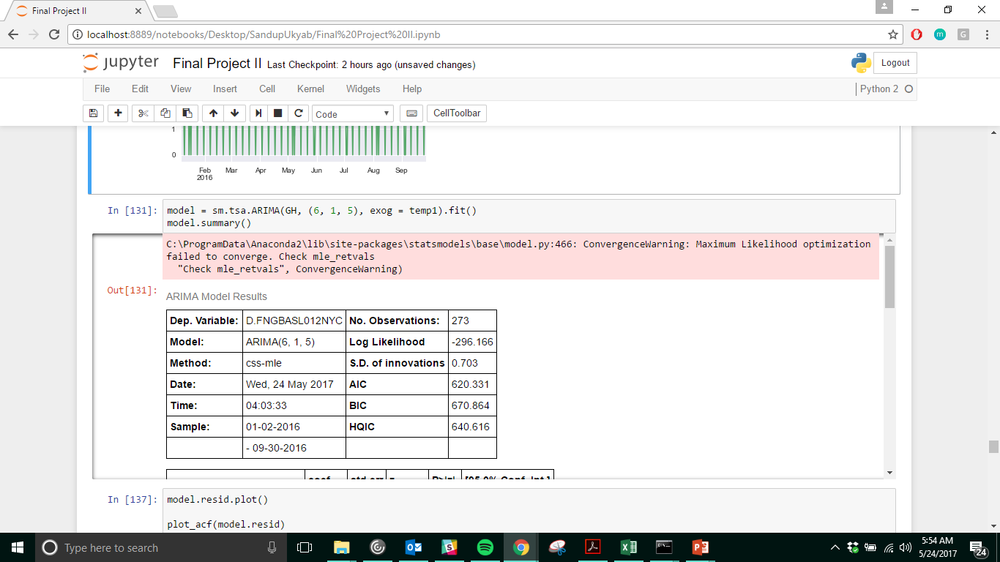 Final Project II
localhost:8889/notebooks/Desktop/SandupUkyab/Final%20Project%20II.ipynb
m
G
jupyter Final Project II Last Checkpoint: 2 hours ago (unsaved changes)
Logout
File Edit View Insert Cell Kernel Widgets Help
Python 2
Code
CellToolbar
1
0
Feb Mar Apr May Jun Jul Aug Sep
2016
In [131]: model = sm.tsa.ARIMA(GH, (6, 1, 5), exog = temp1).fit()
model.summary()
C:\ProgramData\Anaconda2\lib\site-packages\statsmodels\base\model.py:466: ConvergenceWarning: Maximum Likelihood optimization
failed to converge. Check mle_retvals
"Check mle_retvals", ConvergenceWarning)
Out[131]:
ARIMA Model Results
Dep. Variable: D.FNGBASL012NYC No. Observations: 273
Model: ARIMA(6, 1, 5) Log Likelihood -296.166
Method: css-mle S.D. of innovations 0.703
Date: Wed, 24 May 2017 AIC 620.331
Time: 04:03:33 BIC 670.864
Sample: 01-02-2016 HQIC 640.616
- 09-30-2016
coef std err z P>|z| [95.0% Conf. Int.]
In [137]: model.resid.plot()
plot_acf(model.resid)
Type here to search
5:54 AM
5/24/2017
24